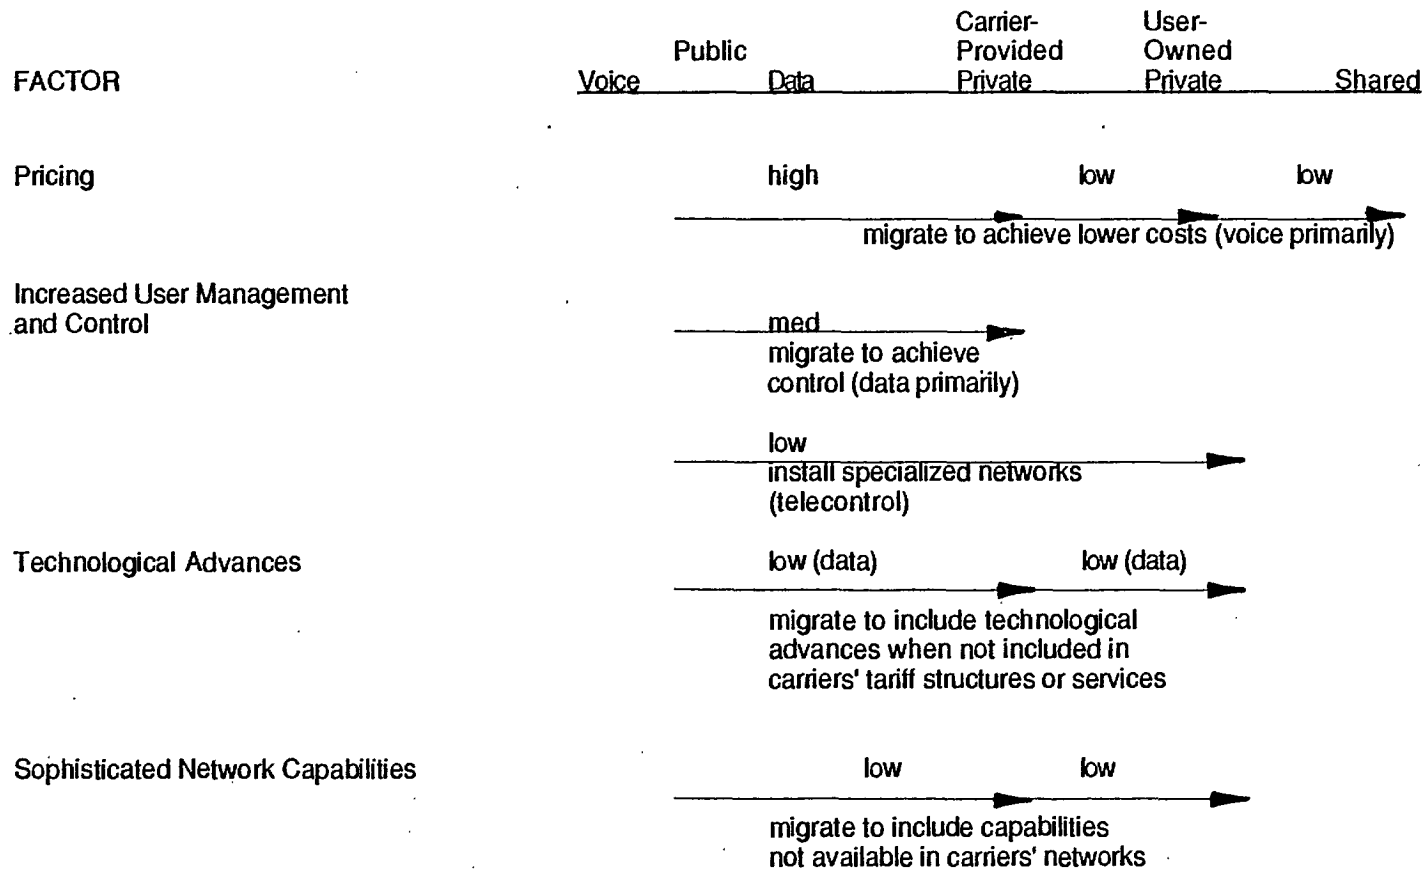 Carrier- User-
Public Provided Owned
FACTOR Voice Data Private Private Shared
Pricing high low low
migrate to achieve lower costs (voice primarily)
Increased User Management
and Control med
migrate to achieve
control (data primarily)
low
install specialized networks
(telecontrol)
Technological Advances low (data) low (data)
migrate to include technological
advances when not included in
carriers' tariff structures or services
Sophisticated Network Capabilities low low
migrate to include capabilities
not available in carriers' networks